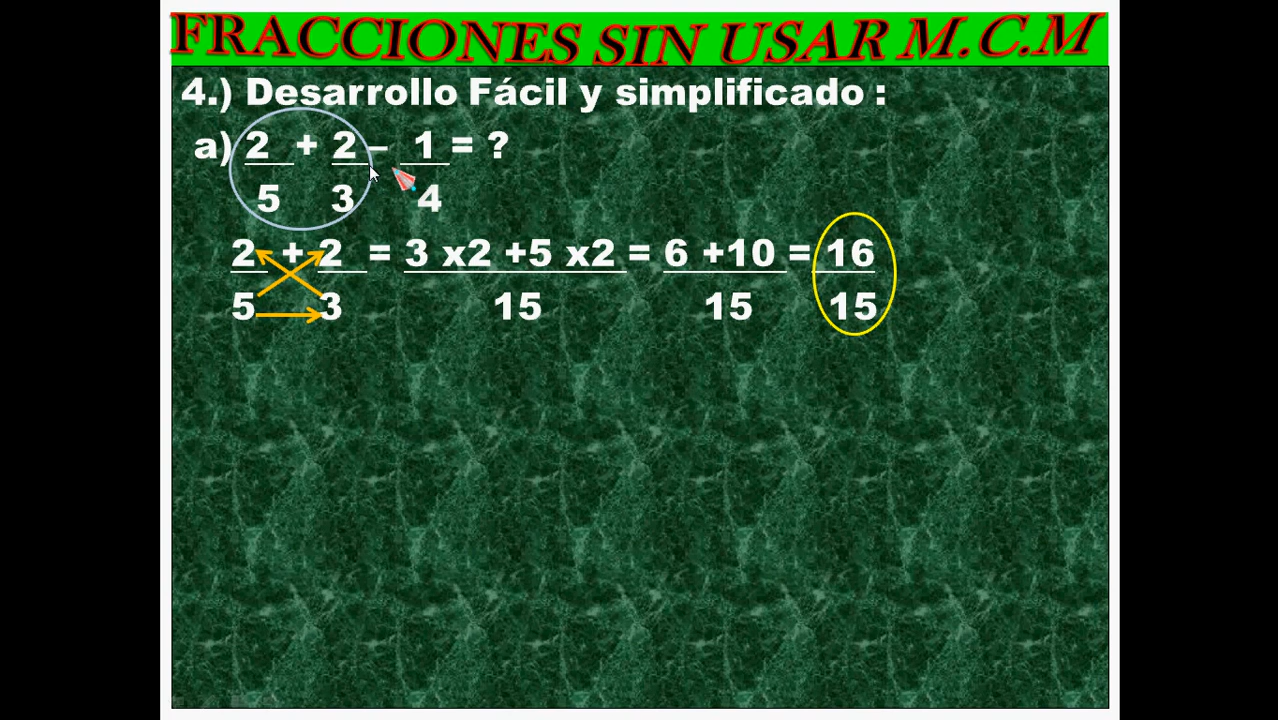 FRACCIONES SIN USAR M.C.M
4.) Desarrollo Fácil y simplificado :
a) 2 + 2 – 1 = ?
5 3 4
2 + 2 = 3 x2 +5 x2 = 6 +10 = 16
5 3 15 15 15